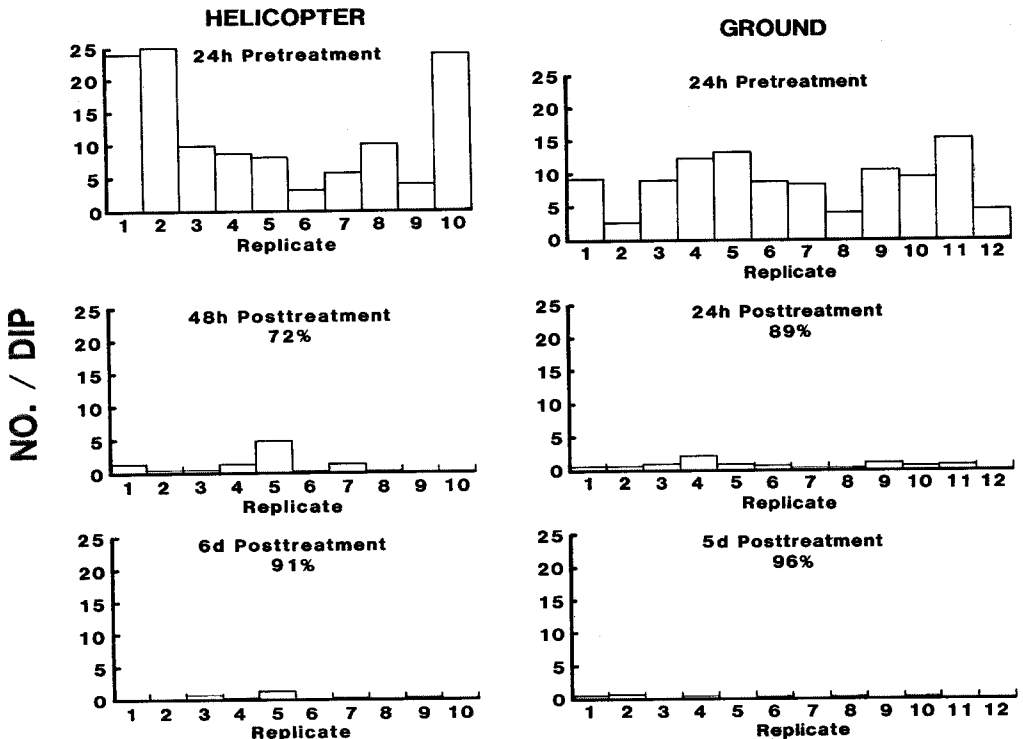 HELICOPTER
24h Pretreatment
25
20
15
10
5
0
1 2 3 4 5 6 7 8 9 10
Replicate
GROUND
24h Pretreatment
25
20
15
10
5
0
1 2 3 4 5 6 7 8 9 10 11 12
Replicate
NO. / DIP
48h Posttreatment
72%
25
20
15
10
5
0
1 2 3 4 5 6 7 8 9 10
Replicate
24h Posttreatment
89%
25
20
15
10
5
0
1 2 3 4 5 6 7 8 9 10 11 12
Replicate
6d Posttreatment
91%
25
20
15
10
5
0
1 2 3 4 5 6 7 8 9 10
Replicate
5d Posttreatment
96%
25
20
15
10
5
0
1 2 3 4 5 6 7 8 9 10 11 12
Replicate